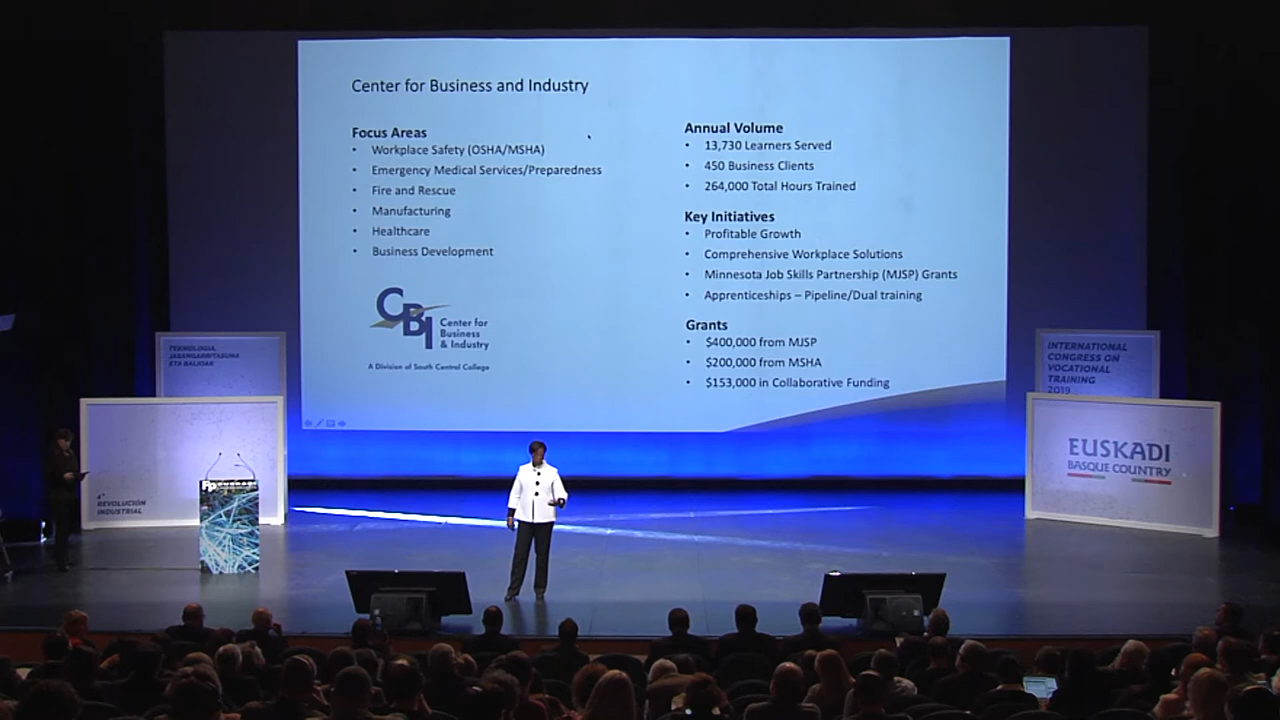 Center for Business and Industry
Focus Areas
• Workplace Safety (OSHA/MSHA)
• Emergency Medical Services/Preparedness
• Fire and Rescue
• Manufacturing
• Healthcare
• Business Development
CBI
Center for
Business
& Industry
A Division of South Central College
Annual Volume
• 13,730 Learners Served
• 450 Business Clients
• 264,000 Total Hours Trained
Key Initiatives
• Profitable Growth
• Comprehensive Workplace Solutions
• Minnesota Job Skills Partnership (MJSP) Grants
• Apprenticeships – Pipeline/Dual training
Grants
• $400,000 from MJSP
• $200,000 from MSHA
• $153,000 in Collaborative Funding
TEKNOLOGIA,
JASANGARRITASUNA
ETA BALIOAK
4ª
REVOLUCIÓN
INDUSTRIAL
INTERNATIONAL
CONGRESS ON
VOCATIONAL
TRAINING
2019
EUSKADI
BASQUE COUNTRY